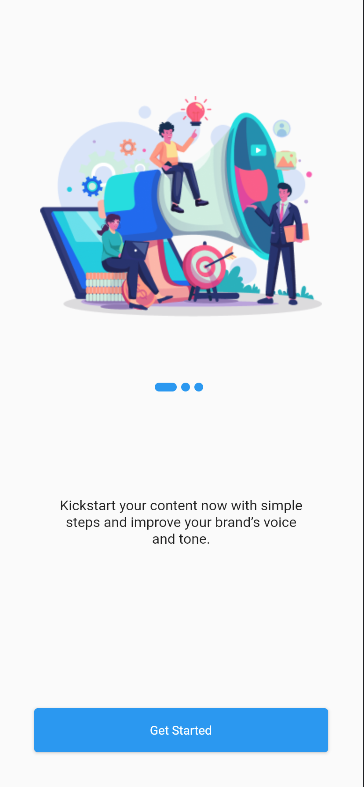 Kickstart your content now with simple
steps and improve your brand's voice
and tone.
Get Started